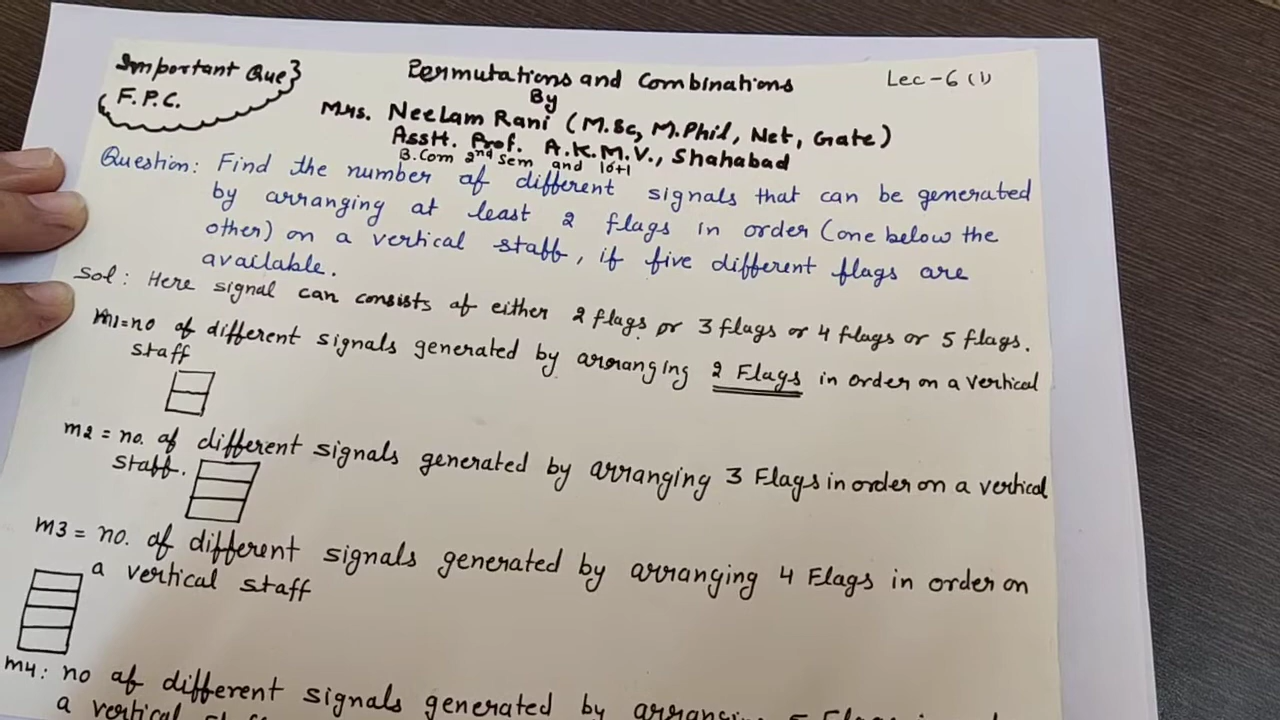 Important Que
F.P.C.
Permutations and Combinations
Lec-6(1)
By
Mrs. Neelam Rani (M.Sc, M.Phil, Net, Gate)
Asstt. Prof. A.K.M.V., Shahabad
B.Com 2nd Sem and 10+1
Question: Find the number of different signals that can be generated
by arranging at least 2 flags in order (one below the
other) on a vertical staff, if five different flags are
available.
Sol: Here signal can consists of either 2 flags or 3 flags or 4 flags or 5 flags.
m1=no of different signals generated by arranging 2 Flags in order on a vertical
staff
m2 = no. of different signals generated by arranging 3 Flags in order on a vertical
staff.
m3 = no. of different signals generated by arranging 4 Flags in order on
a vertical staff
m4: no of different signals generated by arranging 5 Flags
a vertical